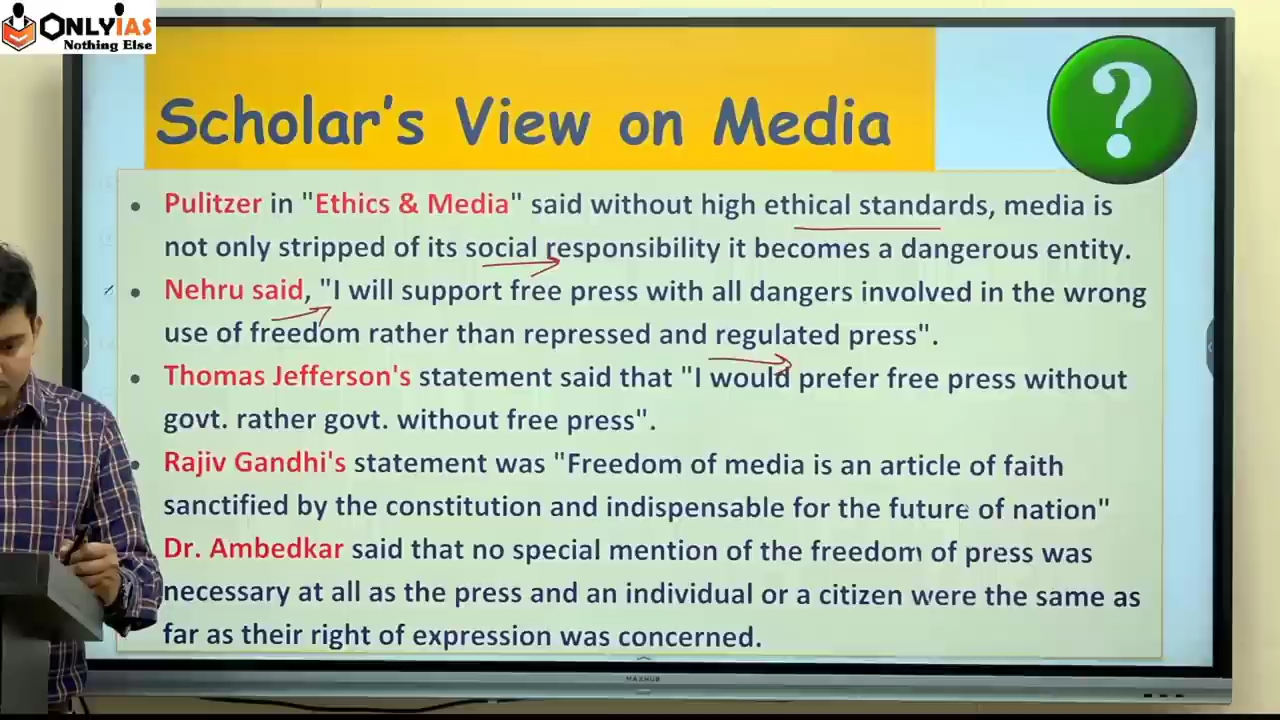 ONLYIAS
Nothing Else
Scholar's View on Media
?
• Pulitzer in "Ethics & Media" said without high ethical standards, media is
not only stripped of its social responsibility it becomes a dangerous entity.
• Nehru said, "I will support free press with all dangers involved in the wrong
use of freedom rather than repressed and regulated press".
• Thomas Jefferson's statement said that "I would prefer free press without
govt. rather govt. without free press".
• Rajiv Gandhi's statement was "Freedom of media is an article of faith
sanctified by the constitution and indispensable for the future of nation"
Dr. Ambedkar said that no special mention of the freedom of press was
necessary at all as the press and an individual or a citizen were the same as
far as their right of expression was concerned.
MAXHUB